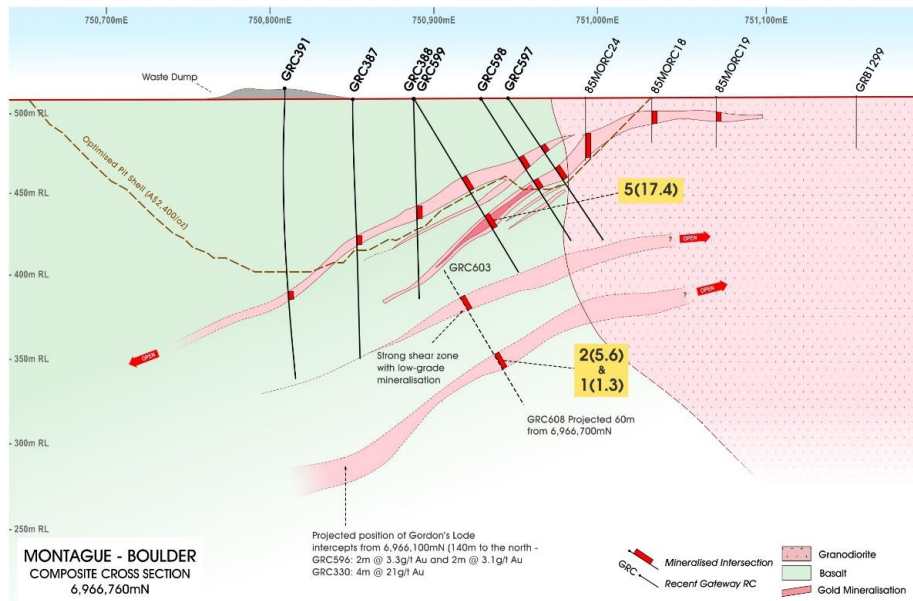 750,700mE
750,800mE
750,900mE
751,000mE
751,100mE
GRC391
GRC387
GRC388
GRC599
GRC598
GRC597
85MORC24
85MORC18
85MORC19
GRB1299
Waste Dump
500m RL
450m RL
400m RL
350m RL
300m RL
250m RL
Optimised Pit Shell (A$2,400/oz)
5(17.4)
GRC603
?
OPEN
?
OPEN
OPEN
Strong shear zone
with low-grade
mineralisation
2(5.6)
&
1(1.3)
GRC608 Projected 60m
from 6,966,700mN
Projected position of Gordon's Lode
intercepts from 6,966,100mN (140m to the north -
GRC596: 2m @ 3.3g/t Au and 2m @ 3.1g/t Au
GRC330: 4m @ 21g/t Au
MONTAGUE - BOULDER
COMPOSITE CROSS SECTION
6,966,760mN
Mineralised Intersection
GRC
Recent Gateway RC
Granodiorite
Basalt
Gold Mineralisation